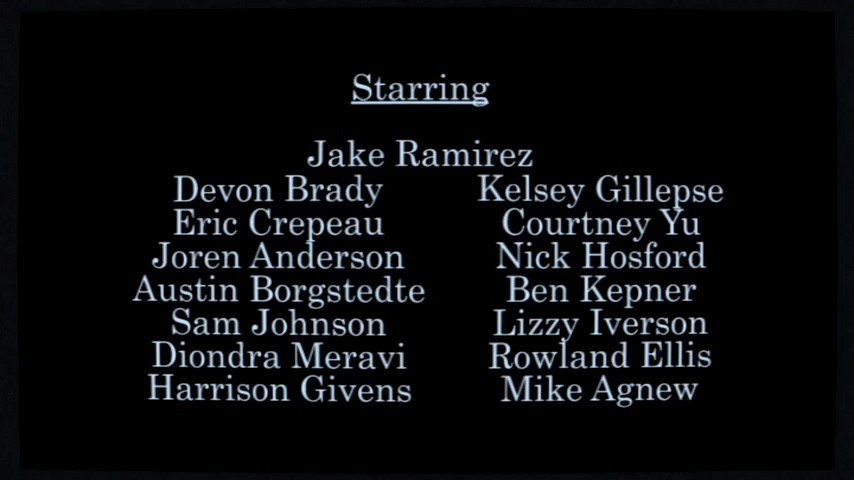 Starring
Jake Ramirez
Devon Brady Kelsey Gillepse
Eric Crepeau Courtney Yu
Joren Anderson Nick Hosford
Austin Borgstedte Ben Kepner
Sam Johnson Lizzy Iverson
Diondra Meravi Rowland Ellis
Harrison Givens Mike Agnew